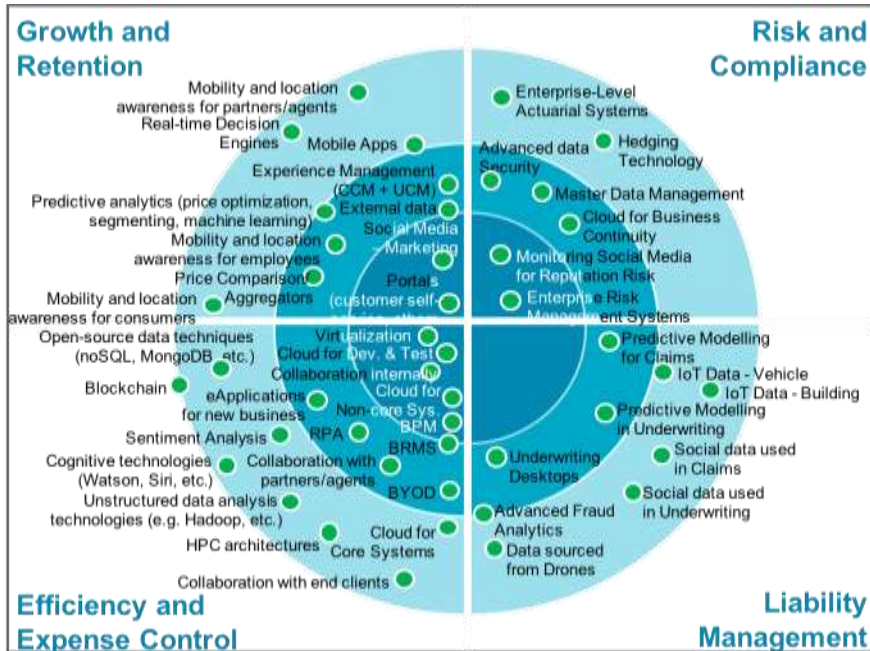 Growth and
Retention
Risk and
Compliance
Mobility and location
awareness for partners/agents
Real-time Decision
Engines
Mobile Apps
Experience Management
(CCM + UCM)
External data
Predictive analytics (price optimization,
segmenting, machine learning)
Social Media
- Marketing
Mobility and location
awareness for employees
Price Comparison/
Aggregators
Portals
(customer self-
Mobility and location
awareness for consumers
Enterprise-Level
Actuarial Systems
Hedging
Technology
Advanced data
Security
Master Data Management
Cloud for Business
Continuity
Monitoring Social Media
for Reputation Risk
Enterprise Risk
Management Systems
Open-source data techniques
(noSQL, MongoDB, etc.)
Virtualization
Cloud for Dev. & Test
Collaboration internally
Blockchain
eApplications
for new business
Cloud for
Non-core Sys.
BPM
Sentiment Analysis
RPA
BRMS
Cognitive technologies
(Watson, Siri, etc.)
Collaboration with
partners/agents
Unstructured data analysis
technologies (e.g. Hadoop, etc.)
BYOD
HPC architectures
Cloud for
Core Systems
Collaboration with end clients
Predictive Modelling
for Claims
IoT Data - Vehicle
IoT Data - Building
Predictive Modelling
in Underwriting
Social data used
in Claims
Underwriting
Desktops
Social data used
in Underwriting
Advanced Fraud
Analytics
Data sourced
from Drones
Efficiency and
Expense Control
Liability
Management